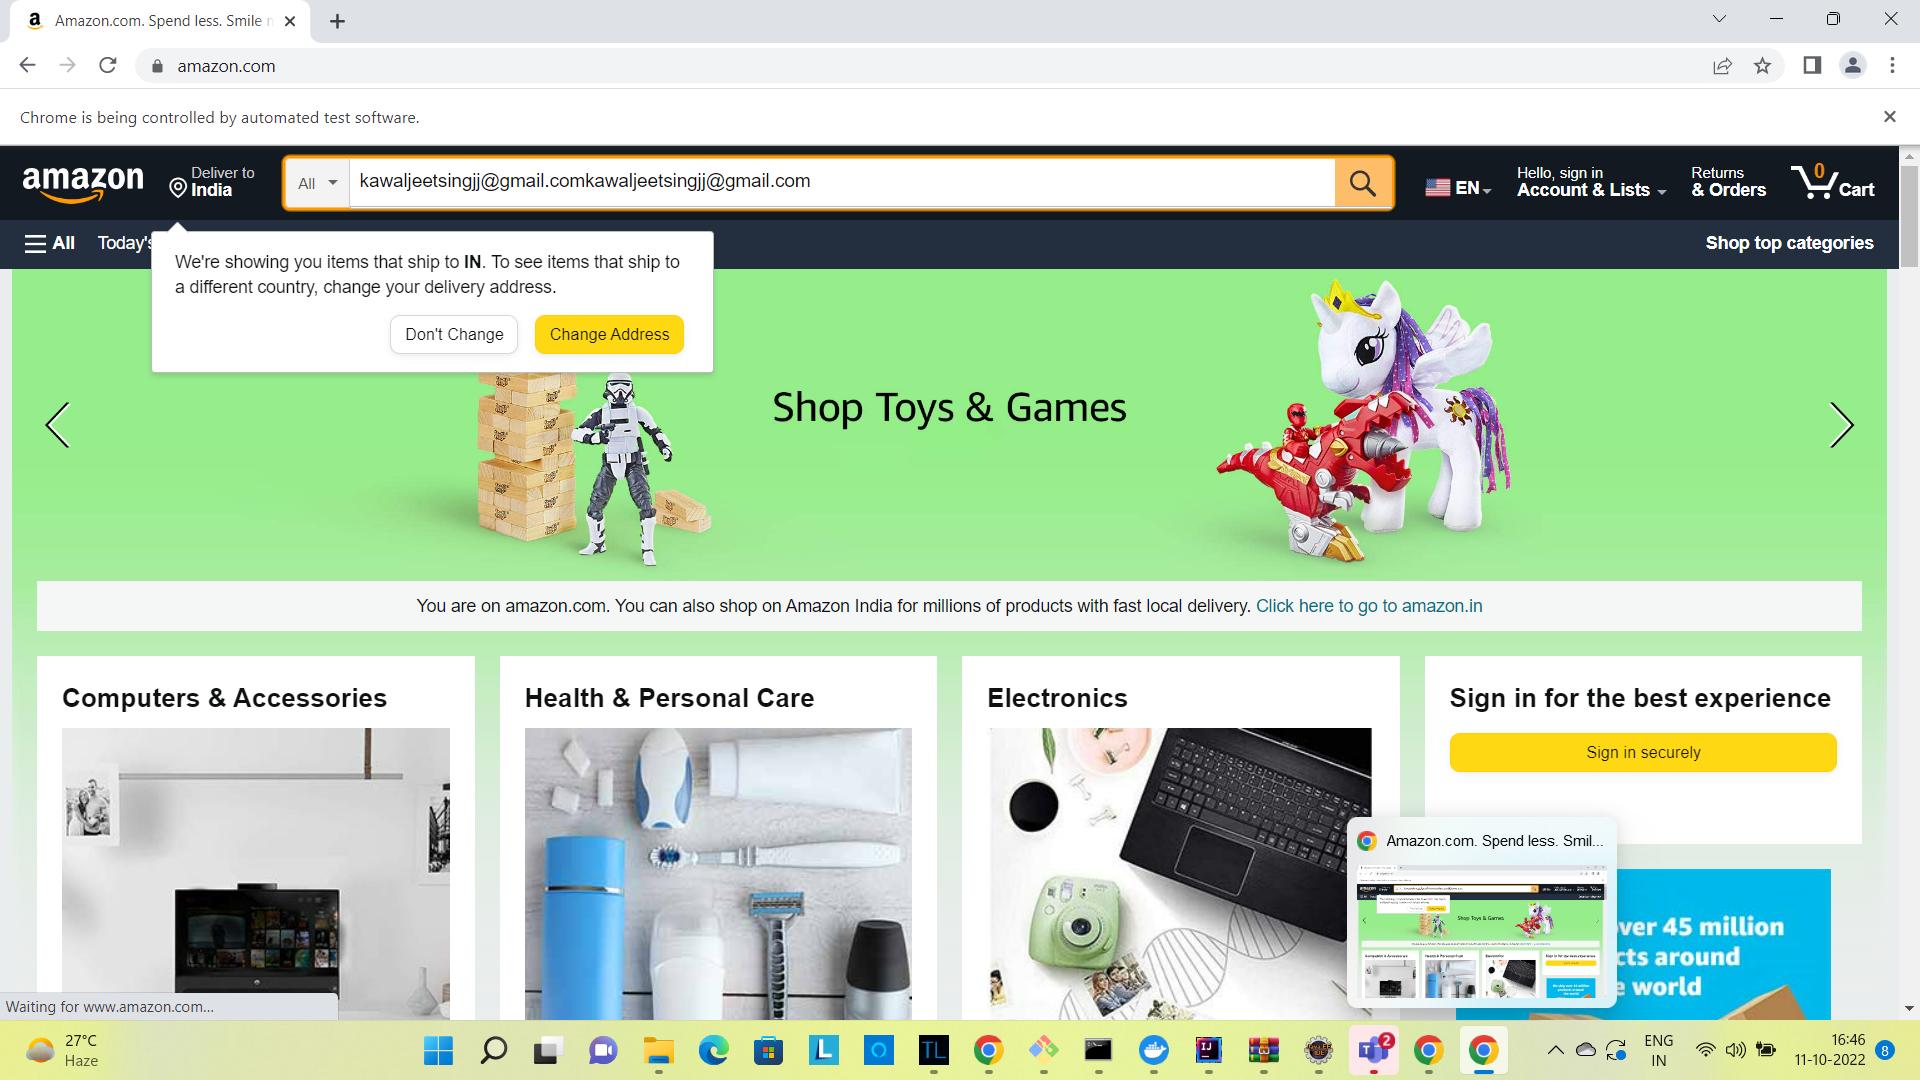 Amazon.com. Spend less. Smile n
amazon.com
Chrome is being controlled by automated test software.
amazon
Deliver to
India
All
kawaljeetsingjj@gmail.comkawaljeetsingjj@gmail.com
EN
Hello, sign in
Account & Lists
Returns
& Orders
0
Cart
All
Today's
Shop top categories
We're showing you items that ship to IN. To see items that ship to
a different country, change your delivery address.
Don't Change
Change Address
Shop Toys & Games
You are on amazon.com. You can also shop on Amazon India for millions of products with fast local delivery. Click here to go to amazon.in
Computers & Accessories
Health & Personal Care
Electronics
Sign in for the best experience
Sign in securely
Amazon.com. Spend less. Smil...
Shop Toys & Games
ver 45 million
cts around
e world
Waiting for www.amazon.com...
27°C
Haze
L
TL
IJ
2
ENG
IN
16:46
11-10-2022
8